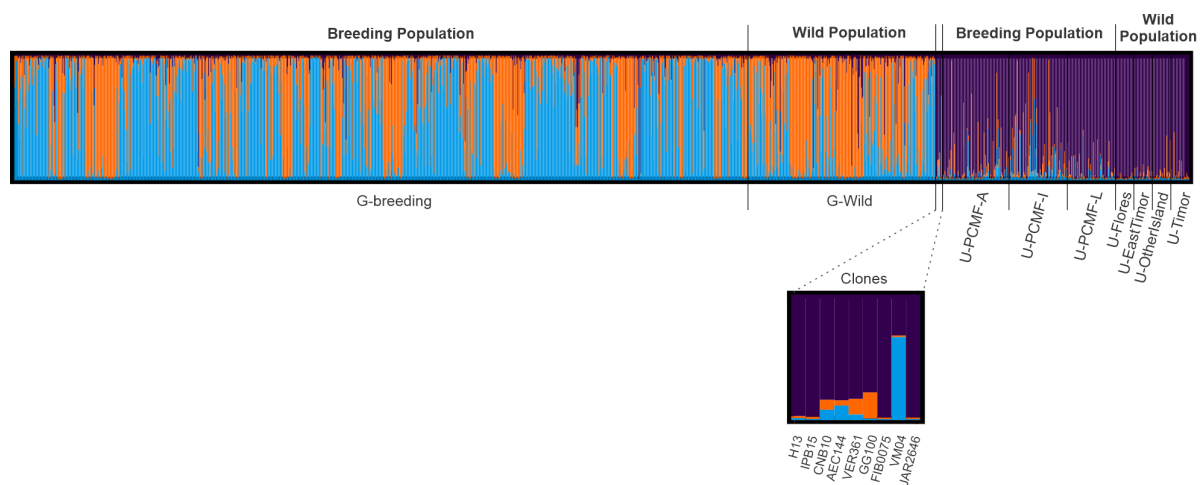 Breeding Population
Wild Population
Breeding Population
Wild
Population
G-breeding
G-Wild
U-PCMF-A
U-PCMF-I
U-PCMF-L
U-Flores
U-EastTimor
U-OtherIsland
U-Timor
Clones
H13
IPB15
CNB10
AEC144
VER361
GG100
FIB0075
VM04
JAR2646